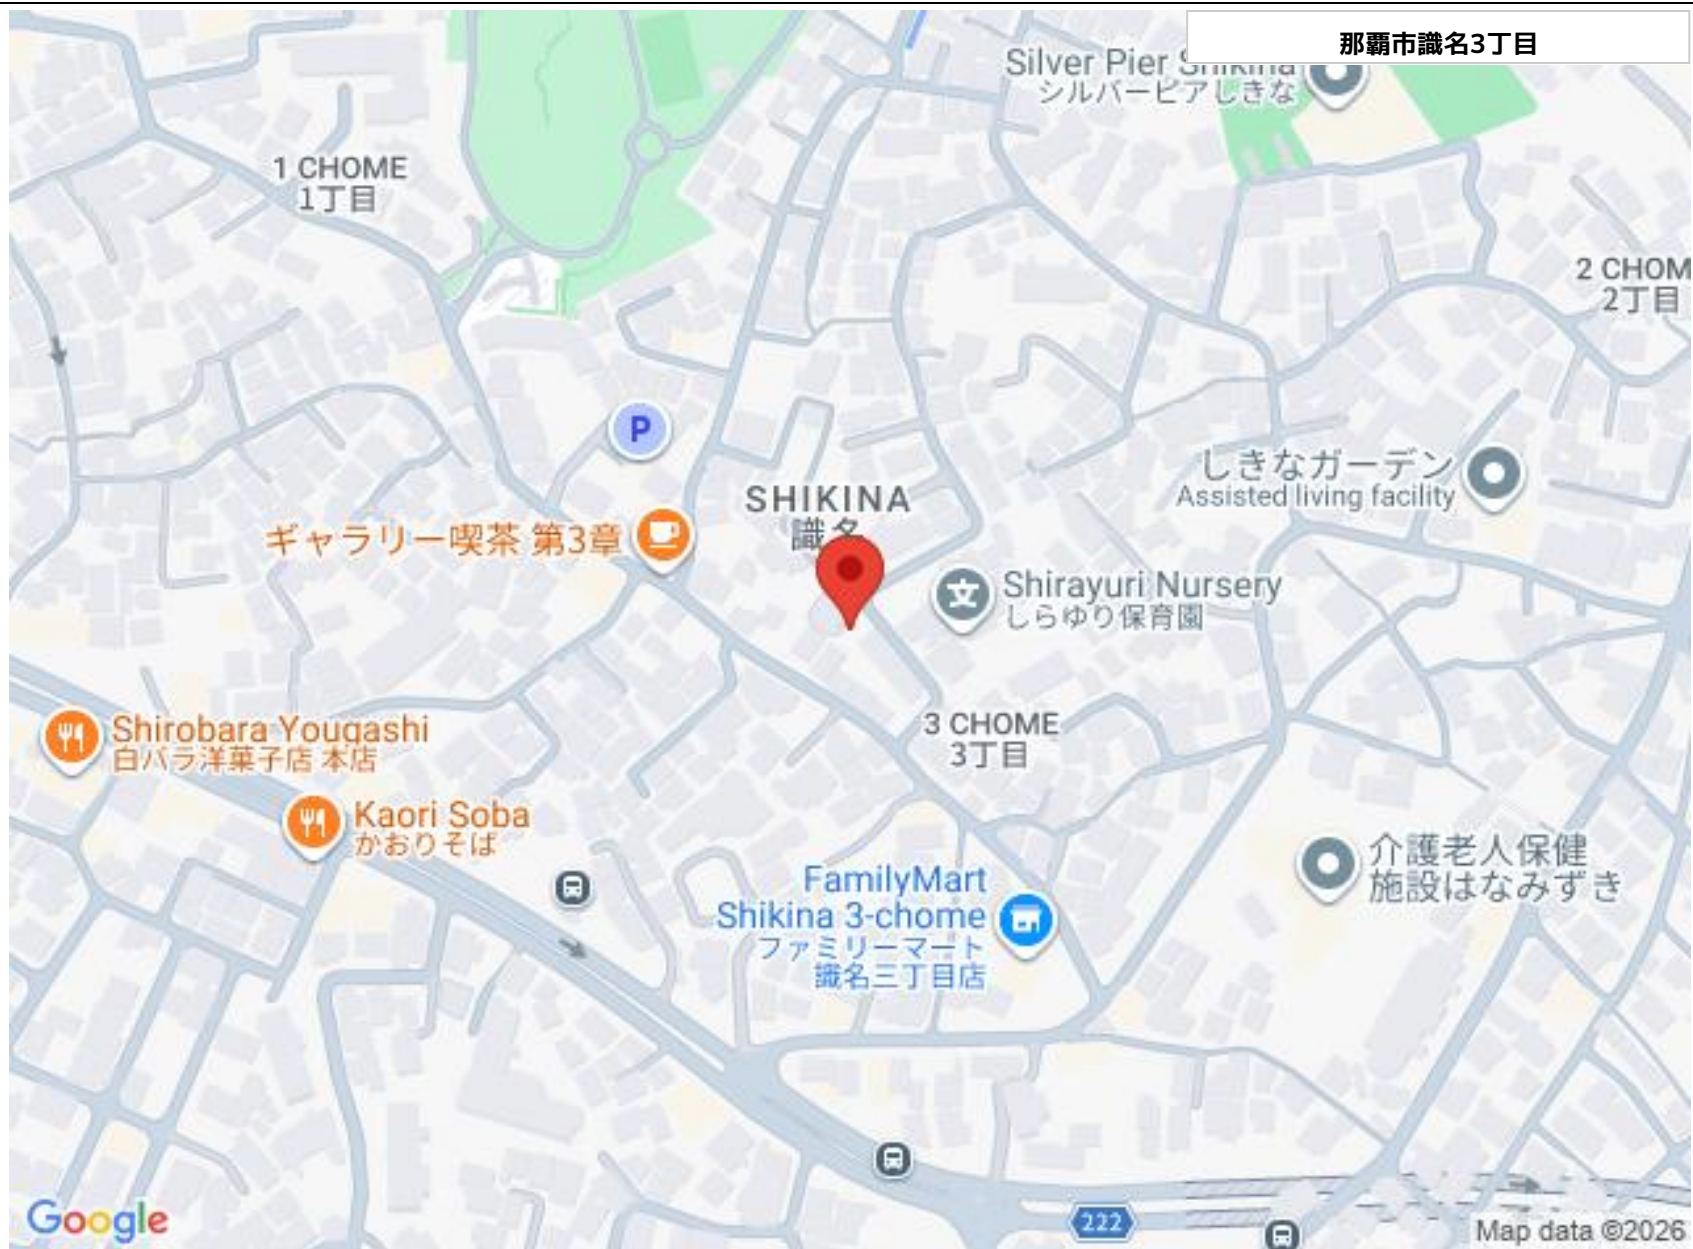 那覇市識名3丁目
Silver Pier Shikina
シルバーピアしきな
1 CHOME
1丁目
2 CHOM
2丁目
P
しきなガーデン
Assisted living facility
SHIKINA
識名
ギャラリー喫茶 第3章
文
Shirayuri Nursery
しらゆり保育園
3 CHOME
3丁目
Shirobara Yougashi
白バラ洋菓子店 本店
Kaori Soba
かおりそば
介護老人保健
施設はなみずき
FamilyMart
Shikina 3-chome
ファミリーマート
識名三丁目店
222
Google
Map data ©2026